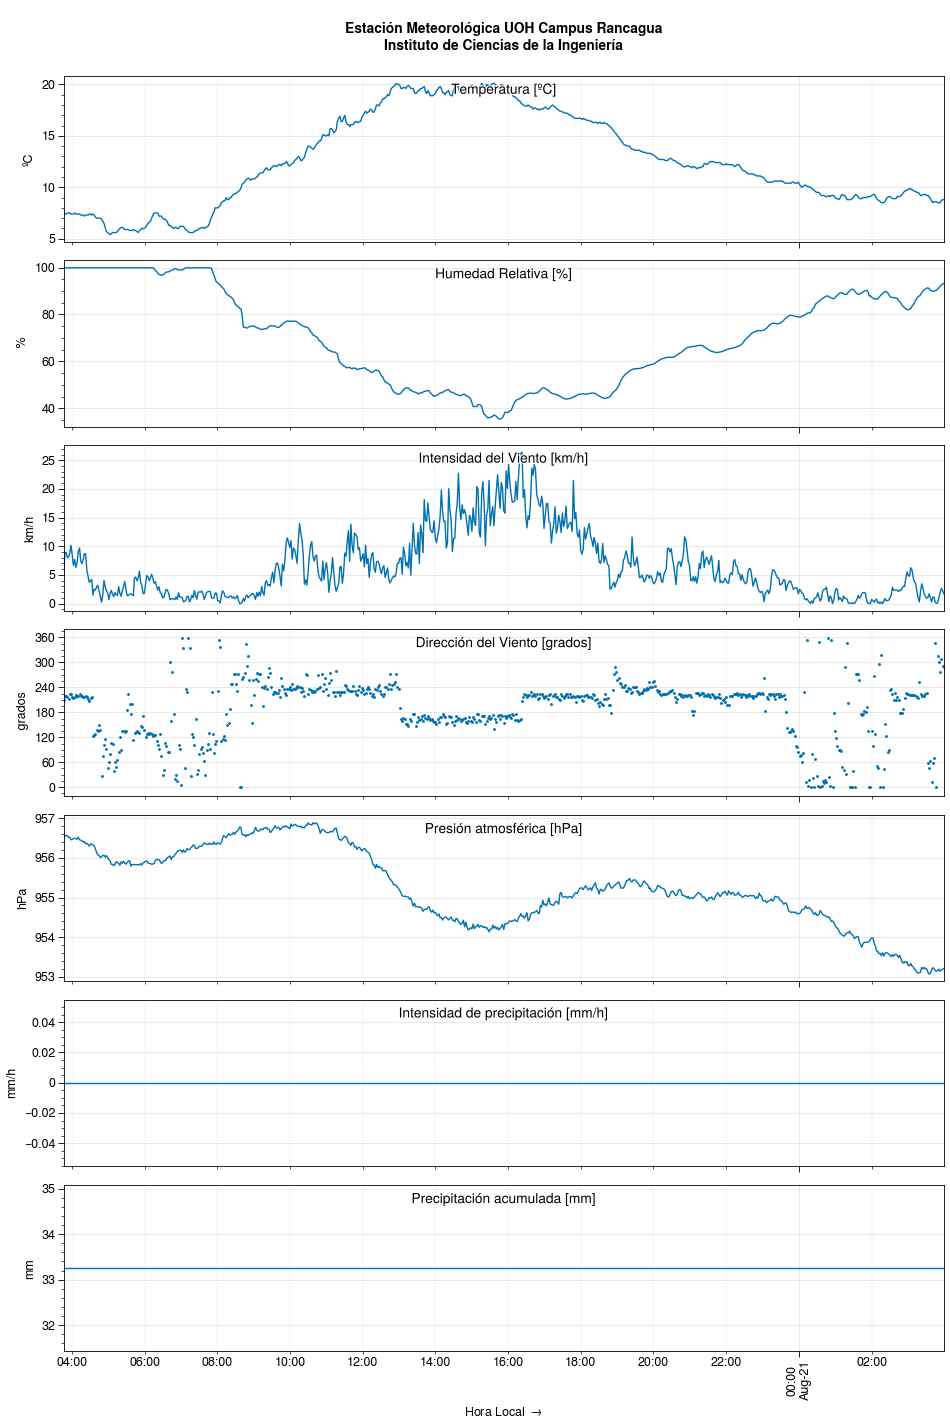 Estación Meteorológica UOH Campus Rancagua
Instituto de Ciencias de la Ingeniería
Temperatura [ºC]
20
15
10
5
ºC
Humedad Relativa [%]
100
80
60
40
%
Intensidad del Viento [km/h]
25
20
15
10
5
0
km/h
Dirección del Viento [grados]
360
300
240
180
120
60
0
grados
Presión atmosférica [hPa]
957
956
955
954
953
hPa
Intensidad de precipitación [mm/h]
0.04
0.02
0
−0.02
−0.04
mm/h
Precipitación acumulada [mm]
35
34
33
32
mm
04:00 06:00 08:00 10:00 12:00 14:00 16:00 18:00 20:00 22:00 00:00 02:00
Aug-21
Hora Local →